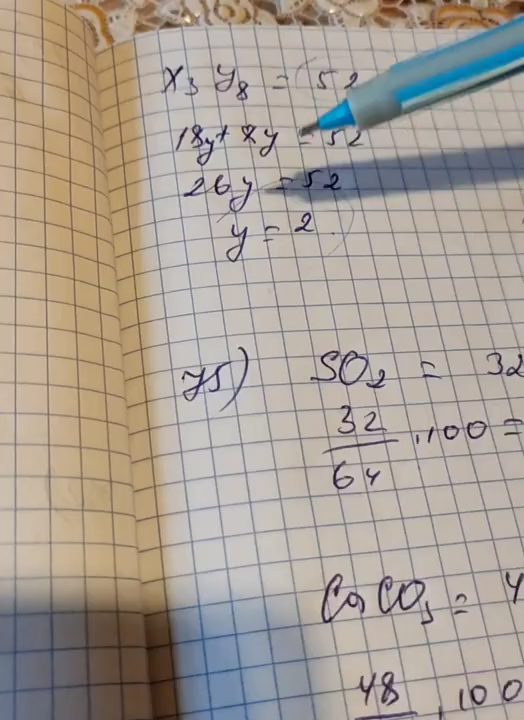 X₃ Y₈ = (52
18y + 8y = 52
26y = 52
y = 2
75) SO₂ = 32
32
64 · 100 =
CaCO₃ = 4
48 · 100